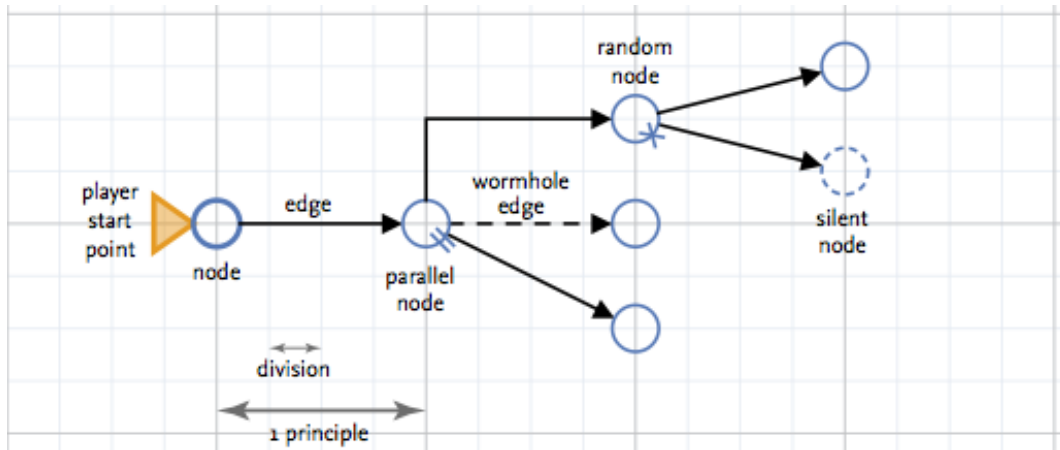 random
node
wormhole
edge
player
start
point
edge
silent
node
node
parallel
node
division
1 principle